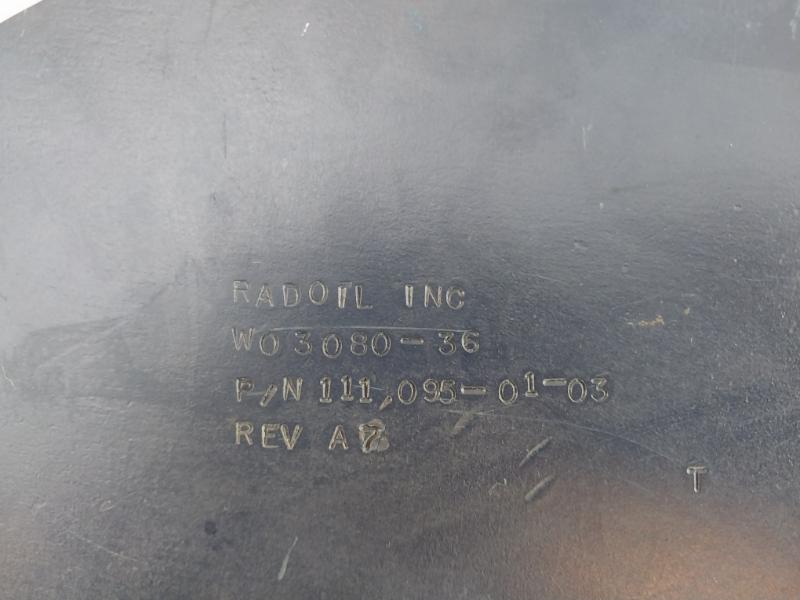 RADOIL INC
WO 3080-36
P/N 111,095-01-03
REV A
T